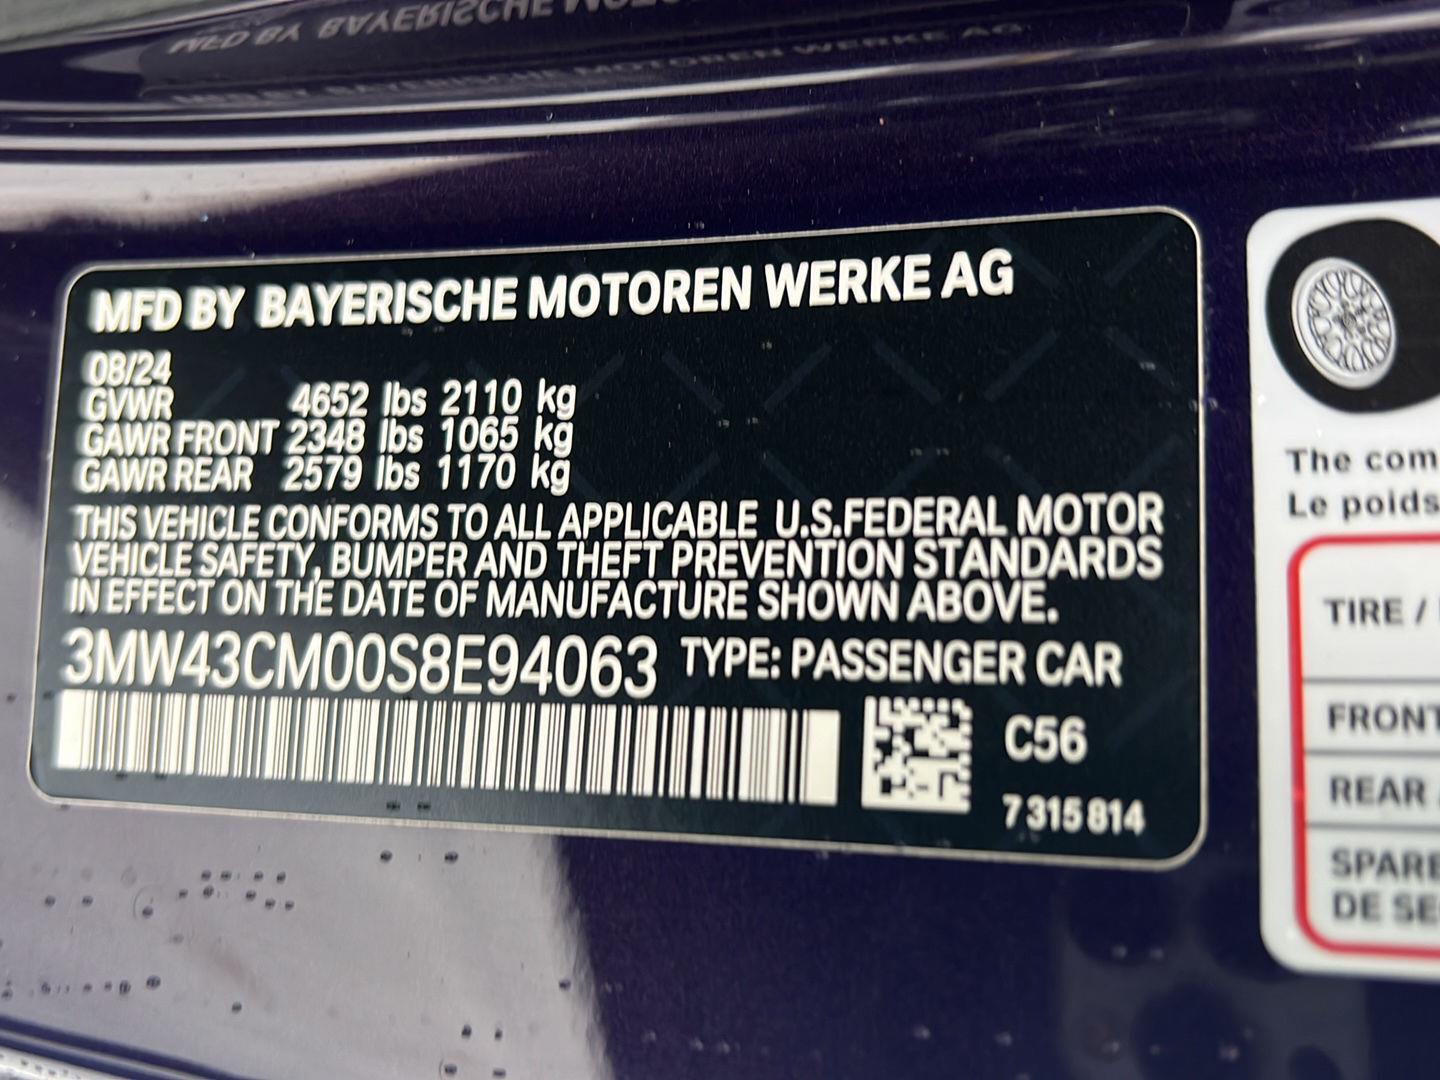 MFD BY BAYERISCHE MOTOREN WERKE AG
08/24
GVWR 4652 lbs 2110 kg
GAWR FRONT 2348 lbs 1065 kg
GAWR REAR 2579 lbs 1170 kg
THIS VEHICLE CONFORMS TO ALL APPLICABLE U.S.FEDERAL MOTOR
VEHICLE SAFETY, BUMPER AND THEFT PREVENTION STANDARDS
IN EFFECT ON THE DATE OF MANUFACTURE SHOWN ABOVE.
3MW43CM00S8E94063 TYPE: PASSENGER CAR
C56
7 315 814
The com
Le poids
TIRE /
FRONT
REAR
SPARE
DE SE